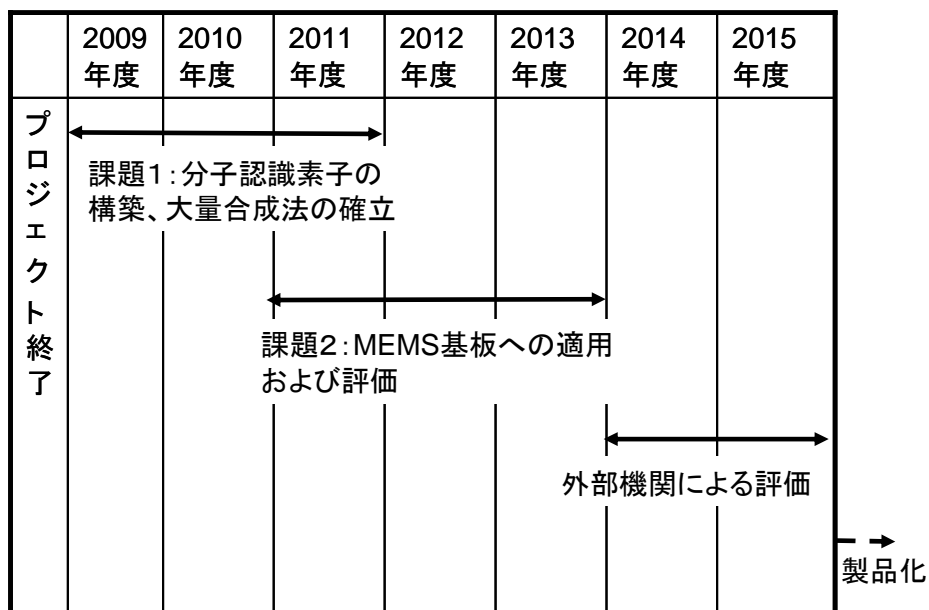 2009 2010 2011 2012 2013 2014 2015
年度 年度 年度 年度 年度 年度 年度
プロジェクト終了
課題1:分子認識素子の
構築、大量合成法の確立
課題2:MEMS基板への適用
および評価
外部機関による評価
製品化